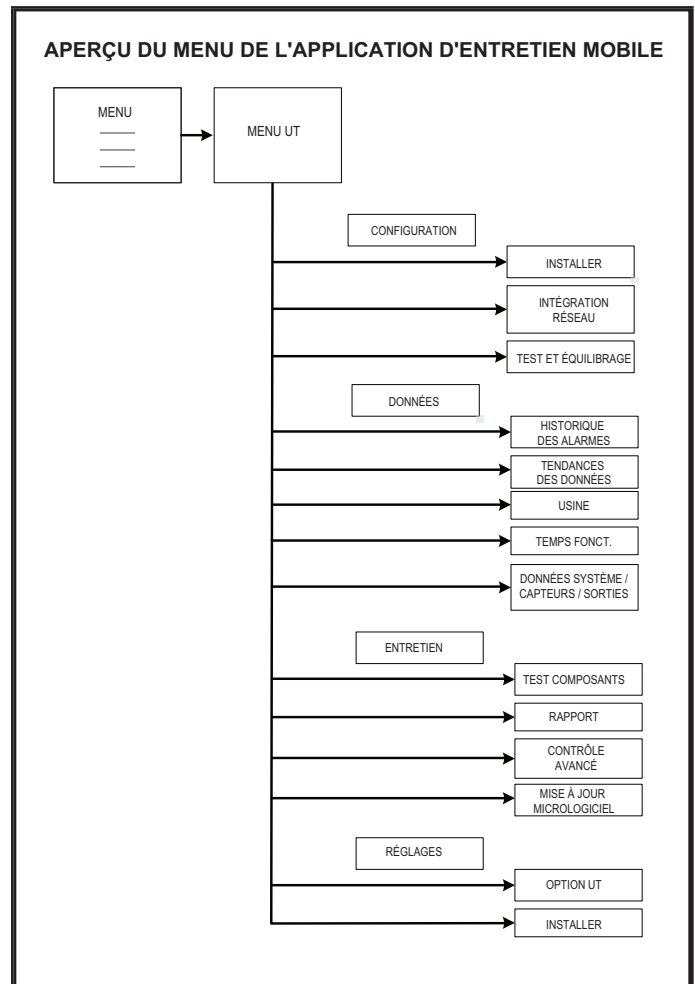 APERÇU DU MENU DE L'APPLICATION D'ENTRETIEN MOBILE
MENU
MENU UT
CONFIGURATION
INSTALLER
INTÉGRATION
RÉSEAU
TEST ET ÉQUILIBRAGE
DONNÉES
HISTORIQUE
DES ALARMES
TENDANCES
DES DONNÉES
USINE
TEMPS FONCT.
DONNÉES SYSTÈME /
CAPTEURS / SORTIES
ENTRETIEN
TEST COMPOSANTS
RAPPORT
CONTRÔLE
AVANCÉ
MISE À JOUR
MICROLOGICIEL
RÉGLAGES
OPTION UT
INSTALLER